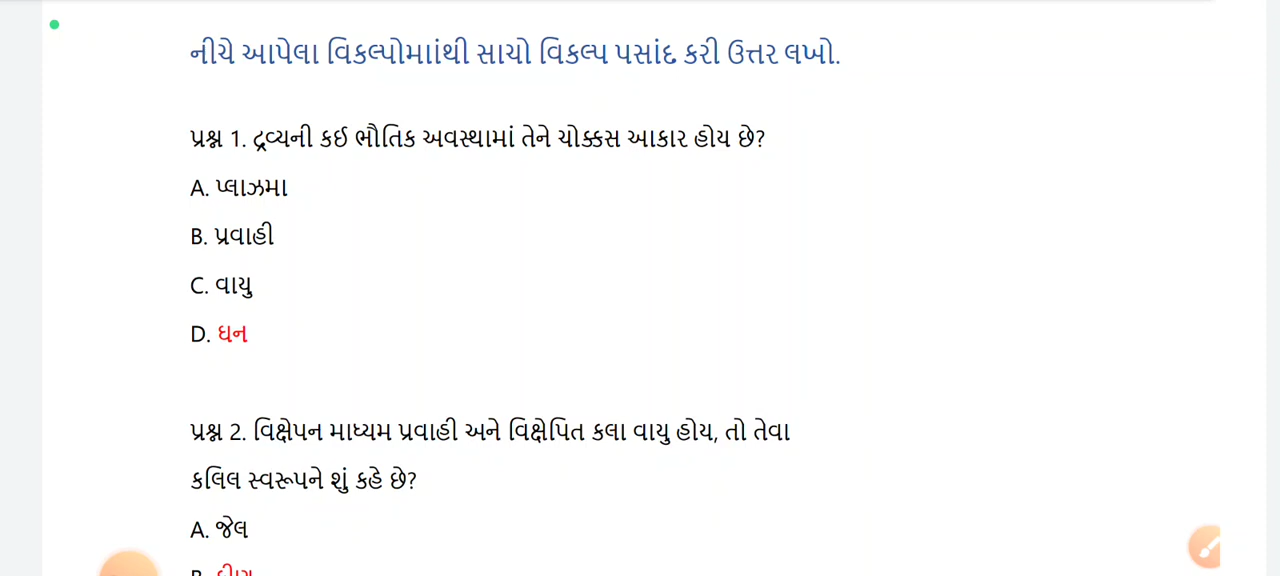 નીચે આપેલા વિકલ્પોમાાંથી સાચો વિકલ્પ પસાંદ કરી ઉત્તર લખો.
પ્રશ્ન 1. દ્રવ્યની કઈ ભૌતિક અવસ્થામાં તેને ચોક્કસ આકાર હોય છે?
A. પ્લાઝમા
B. પ્રવાહી
C. વાયુ
D. ઘન
પ્રશ્ન 2. વિક્ષેપન માધ્યમ પ્રવાહી અને વિક્ષેપિત કલા વાયુ હોય, તો તેવા
કલિલ સ્વરૂપને શું કહે છે?
A. જેલ
B.